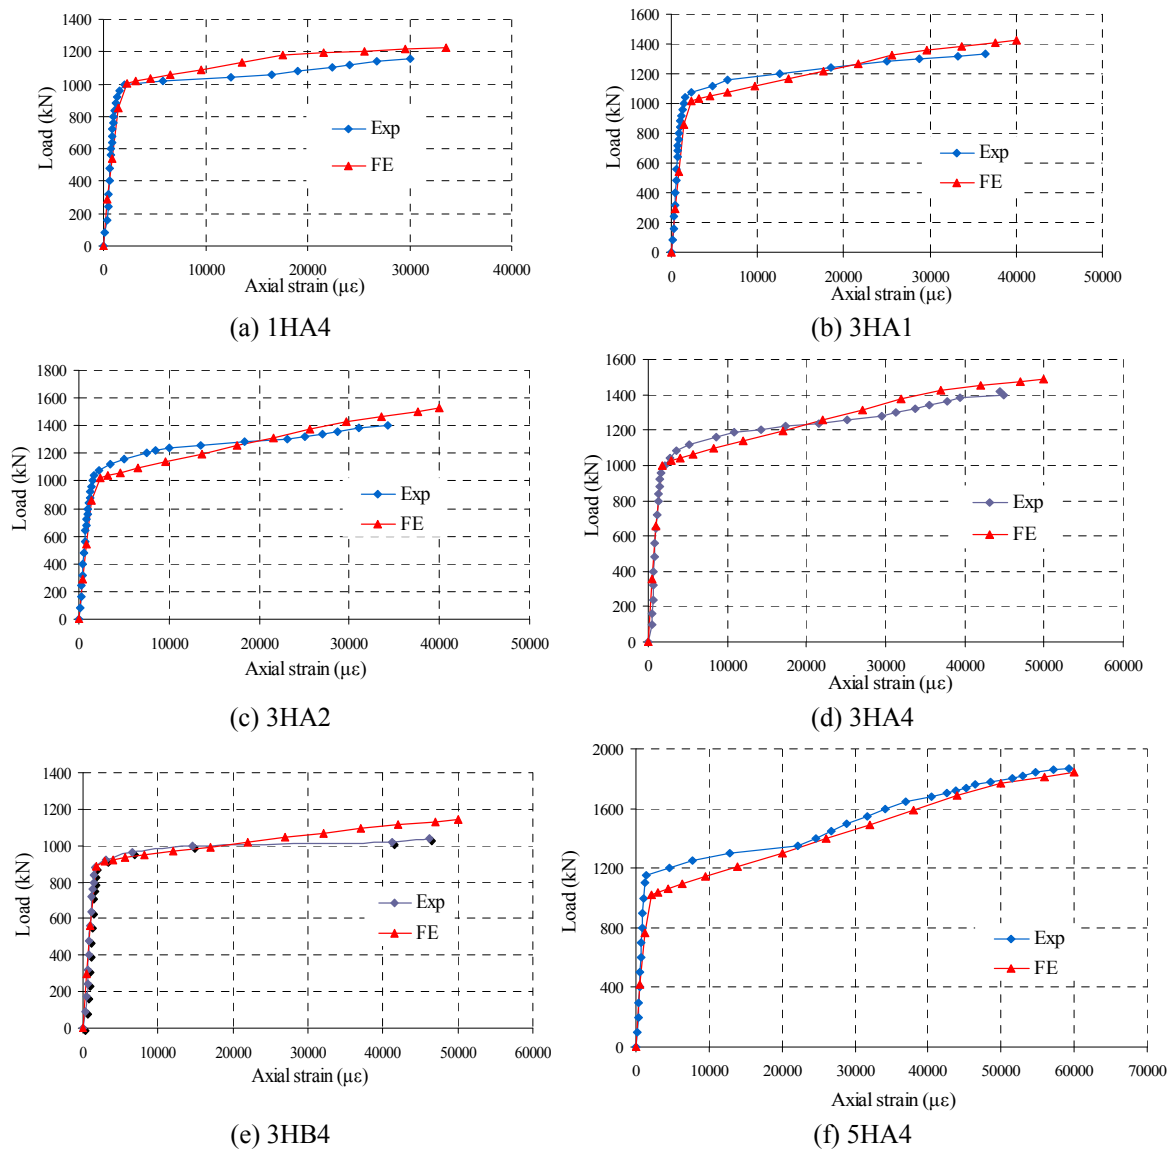 1400
1200
1000
800
600
400
200
0
Load (kN)
Exp
FE
0 10000 20000 30000 40000
Axial strain (με)
(a) 1HA4
1600
1400
1200
1000
800
600
400
200
0
Load (kN)
Exp
FE
0 10000 20000 30000 40000 50000
Axial strain (με)
(b) 3HA1
1800
1600
1400
1200
1000
800
600
400
200
0
Load (kN)
Exp
FE
0 10000 20000 30000 40000 50000
Axial strain (με)
(c) 3HA2
1600
1400
1200
1000
800
600
400
200
0
Load (kN)
Exp
FE
0 10000 20000 30000 40000 50000 60000
Axial strain (με)
(d) 3HA4
1400
1200
1000
800
600
400
200
0
Load (kN)
Exp
FE
0 10000 20000 30000 40000 50000 60000
Axial strain (με)
(e) 3HB4
2000
1600
1200
800
400
0
Load (kN)
Exp
FE
0 10000 20000 30000 40000 50000 60000 70000
Axial strain (με)
(f) 5HA4